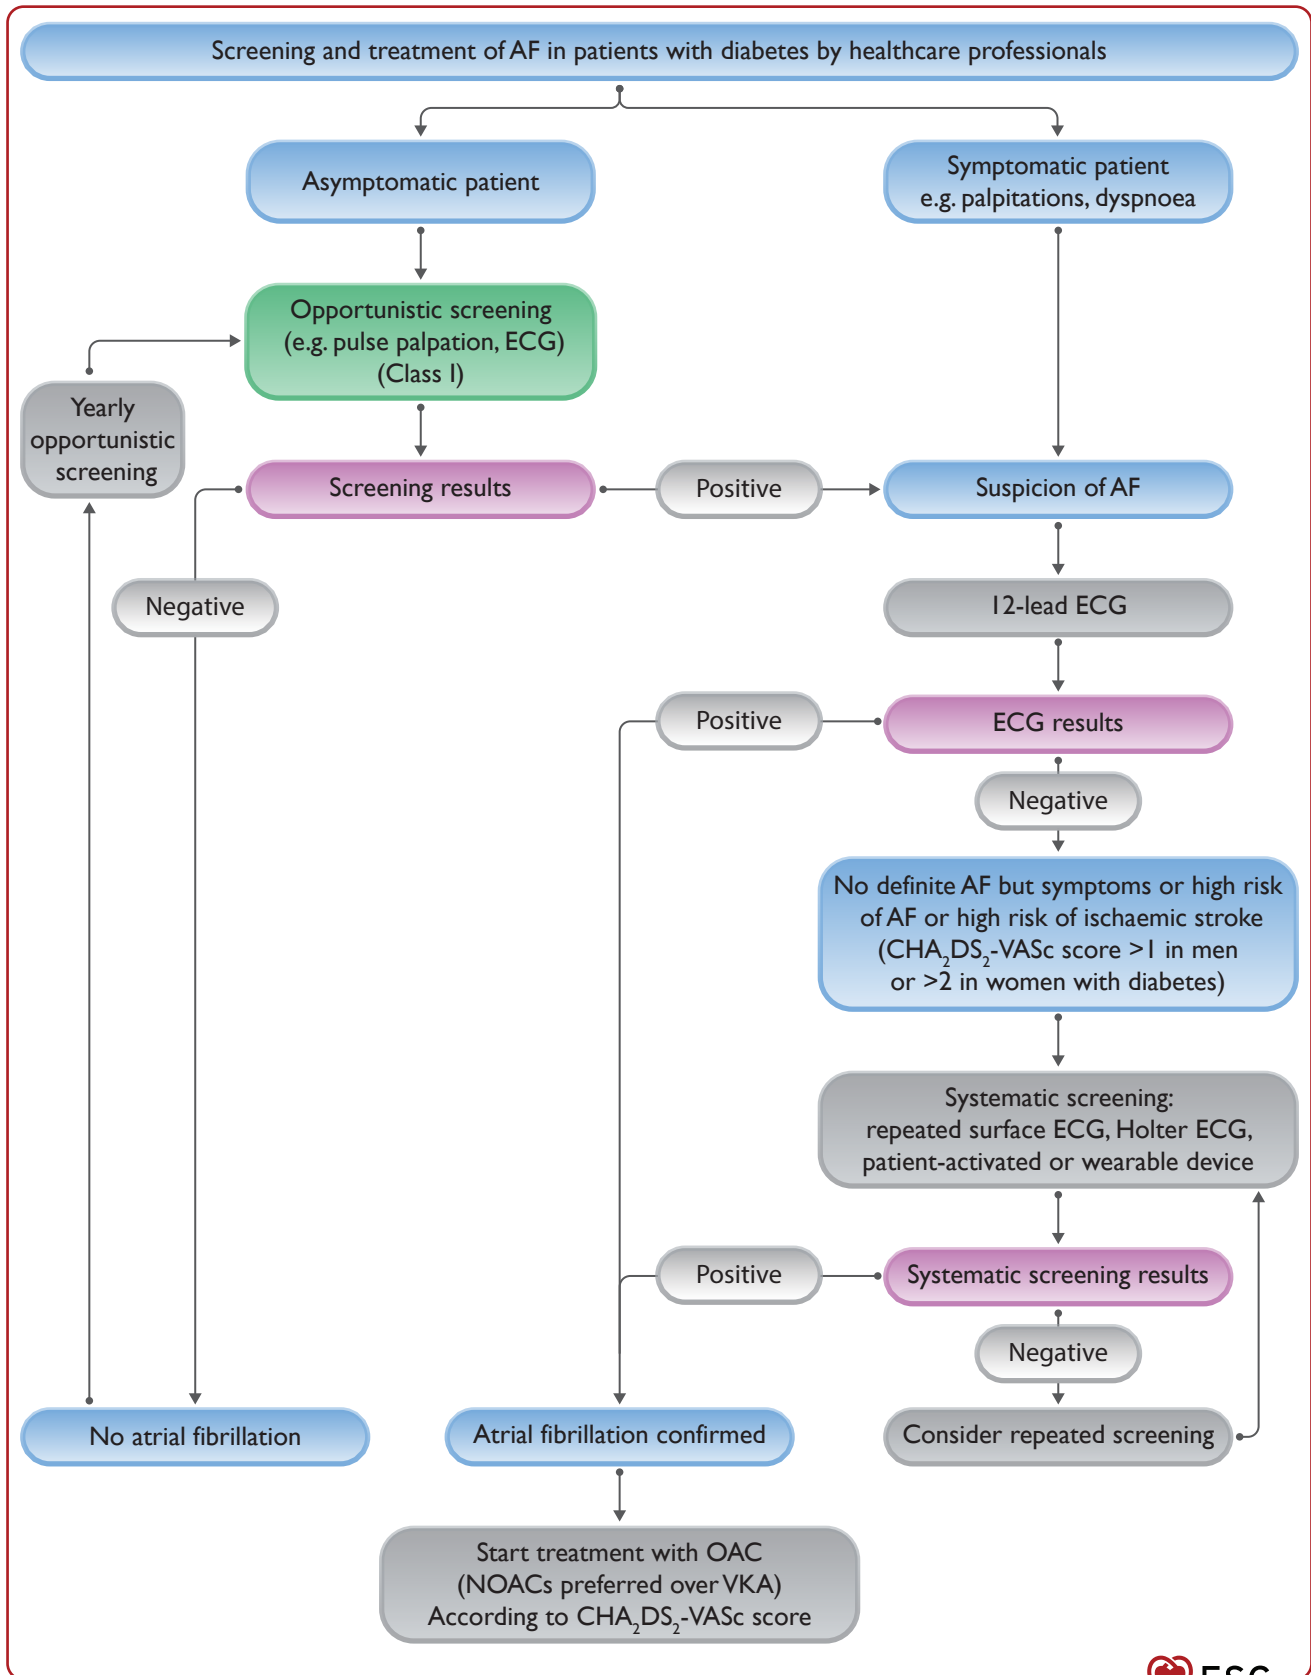 Screening and treatment of AF in patients with diabetes by healthcare professionals
Asymptomatic patient
Symptomatic patient
e.g. palpitations, dyspnoea
Opportunistic screening
(e.g. pulse palpation, ECG)
(Class I)
Yearly
opportunistic
screening
Screening results
Positive
Suspicion of AF
Negative
12-lead ECG
Positive
ECG results
Negative
No definite AF but symptoms or high risk
of AF or high risk of ischaemic stroke
(CHA₂DS₂-VASc score >1 in men
or >2 in women with diabetes)
Systematic screening:
repeated surface ECG, Holter ECG,
patient-activated or wearable device
Positive
Systematic screening results
Negative
No atrial fibrillation
Atrial fibrillation confirmed
Consider repeated screening
Start treatment with OAC
(NOACs preferred over VKA)
According to CHA₂DS₂-VASc score
ESC